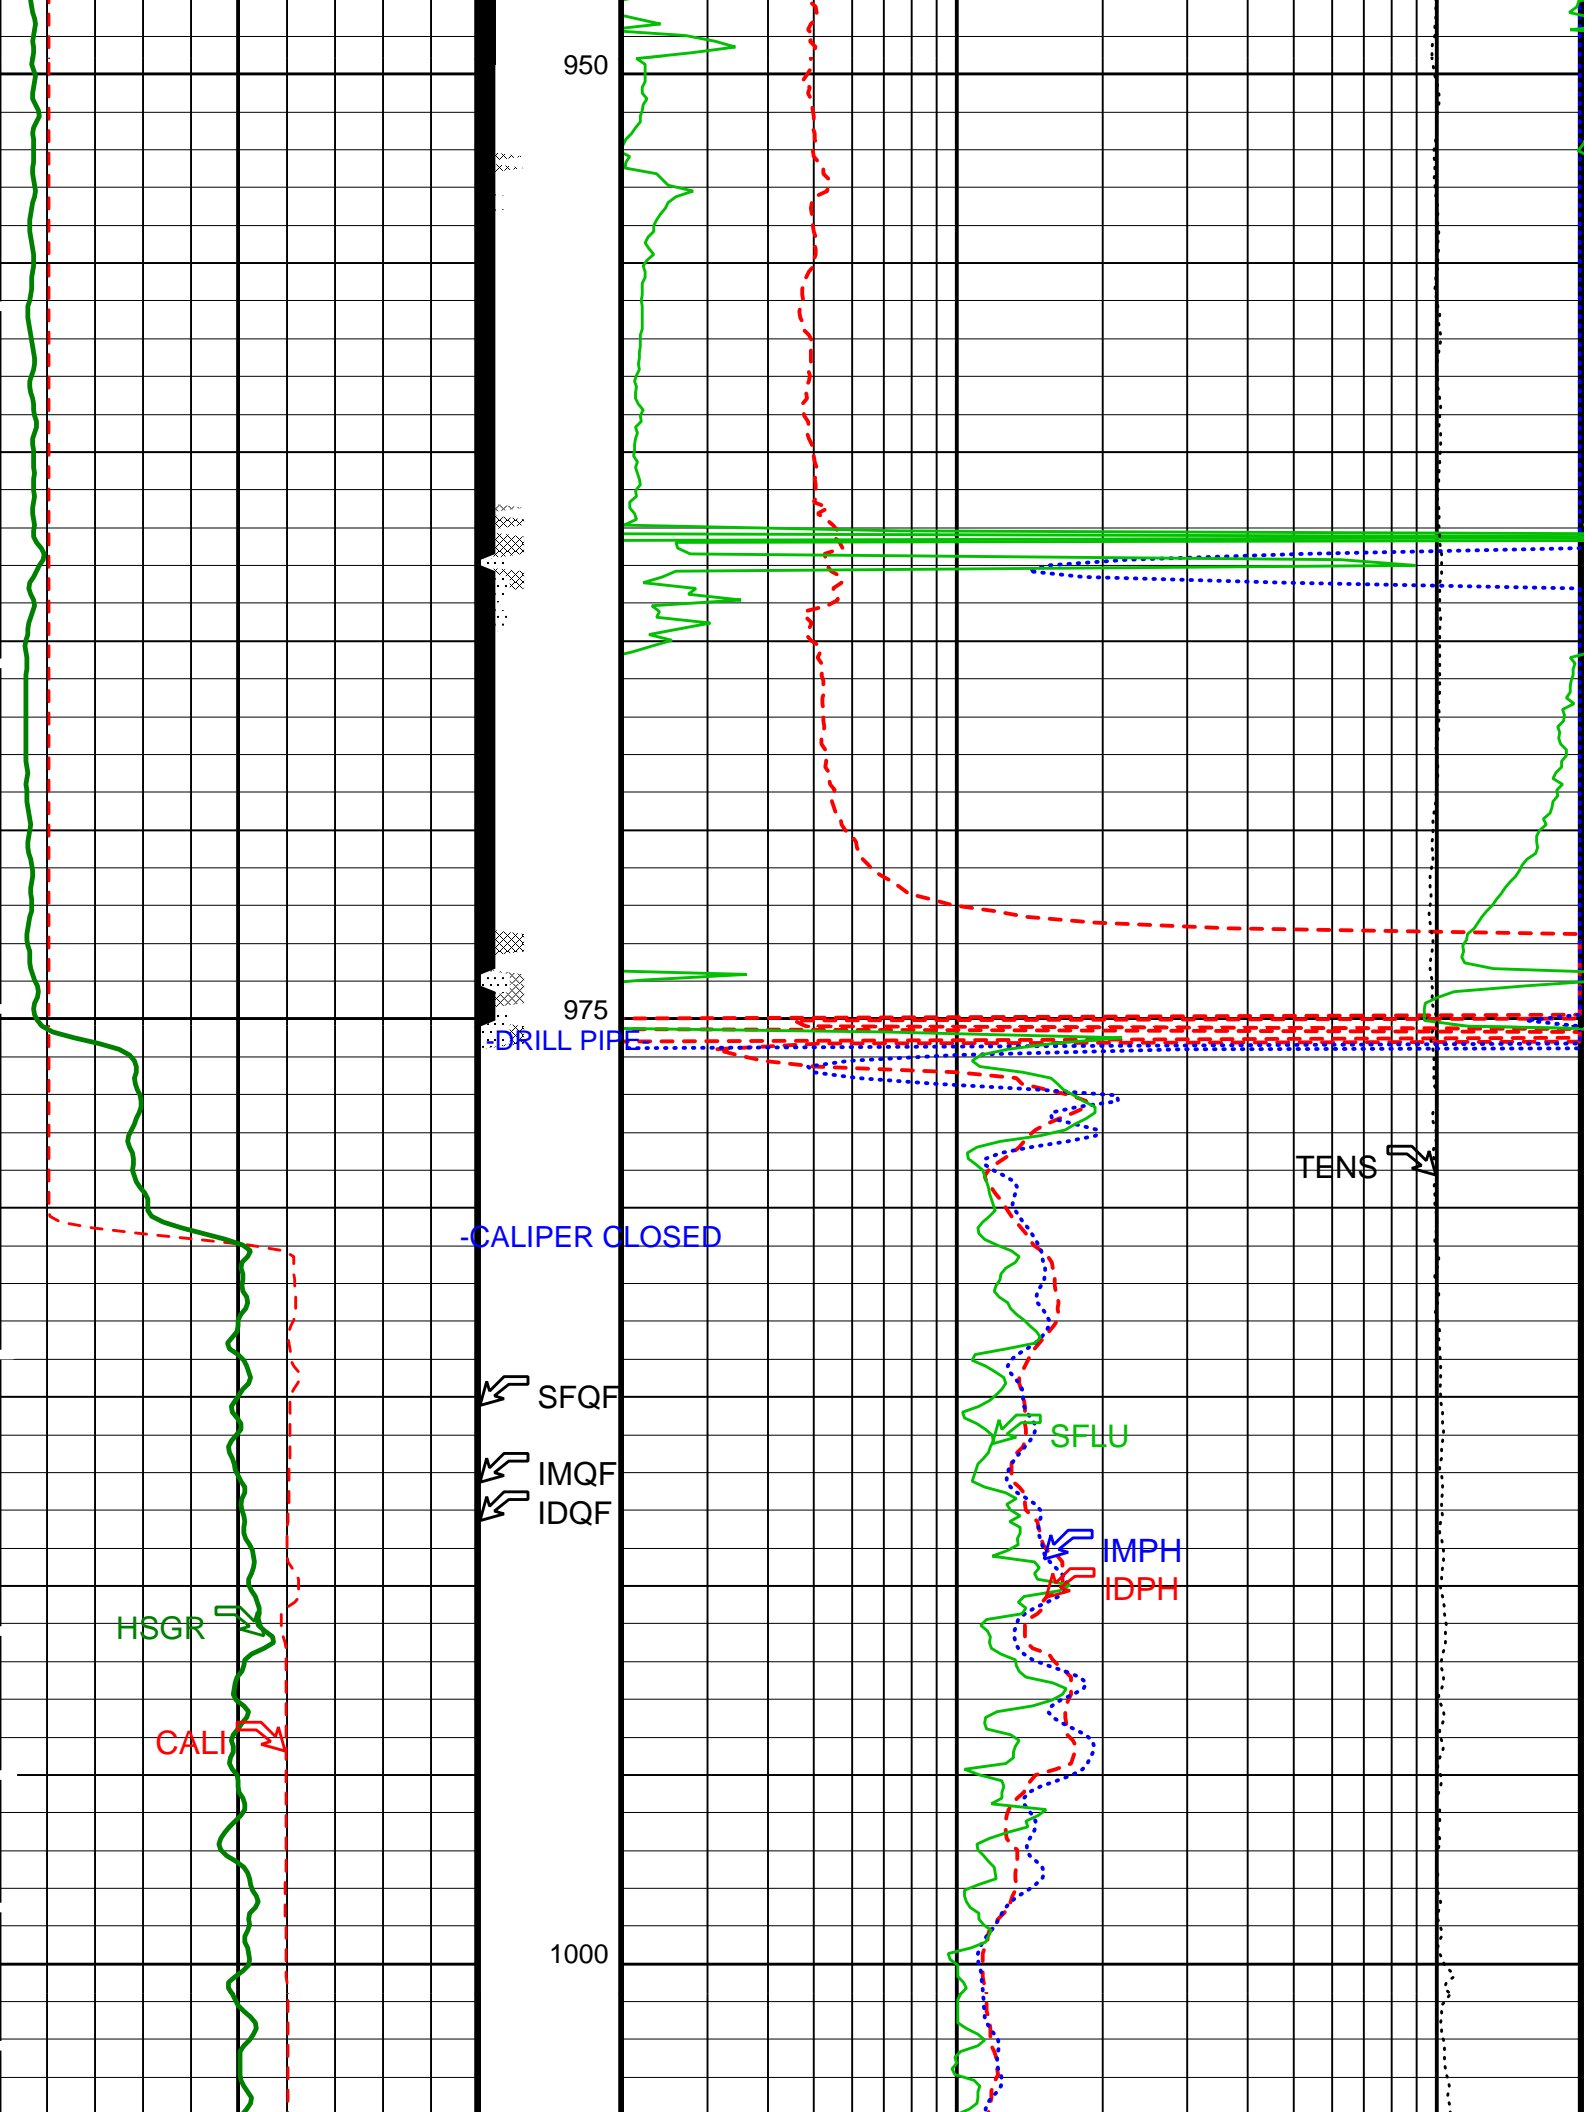 950
975
-DRILL PIPE
TENS
-CALIPER CLOSED
SFQF
SFLU
IMQF
IDQF
IMPH
IDPH
HSGR
CALI
1000